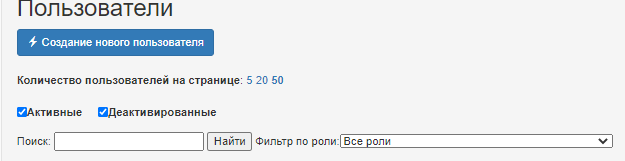 Пользователи
Создание нового пользователя
Количество пользователей на странице: 5 20 50
Активные Деактивированные
Поиск: Найти Фильтр по роли: Все роли